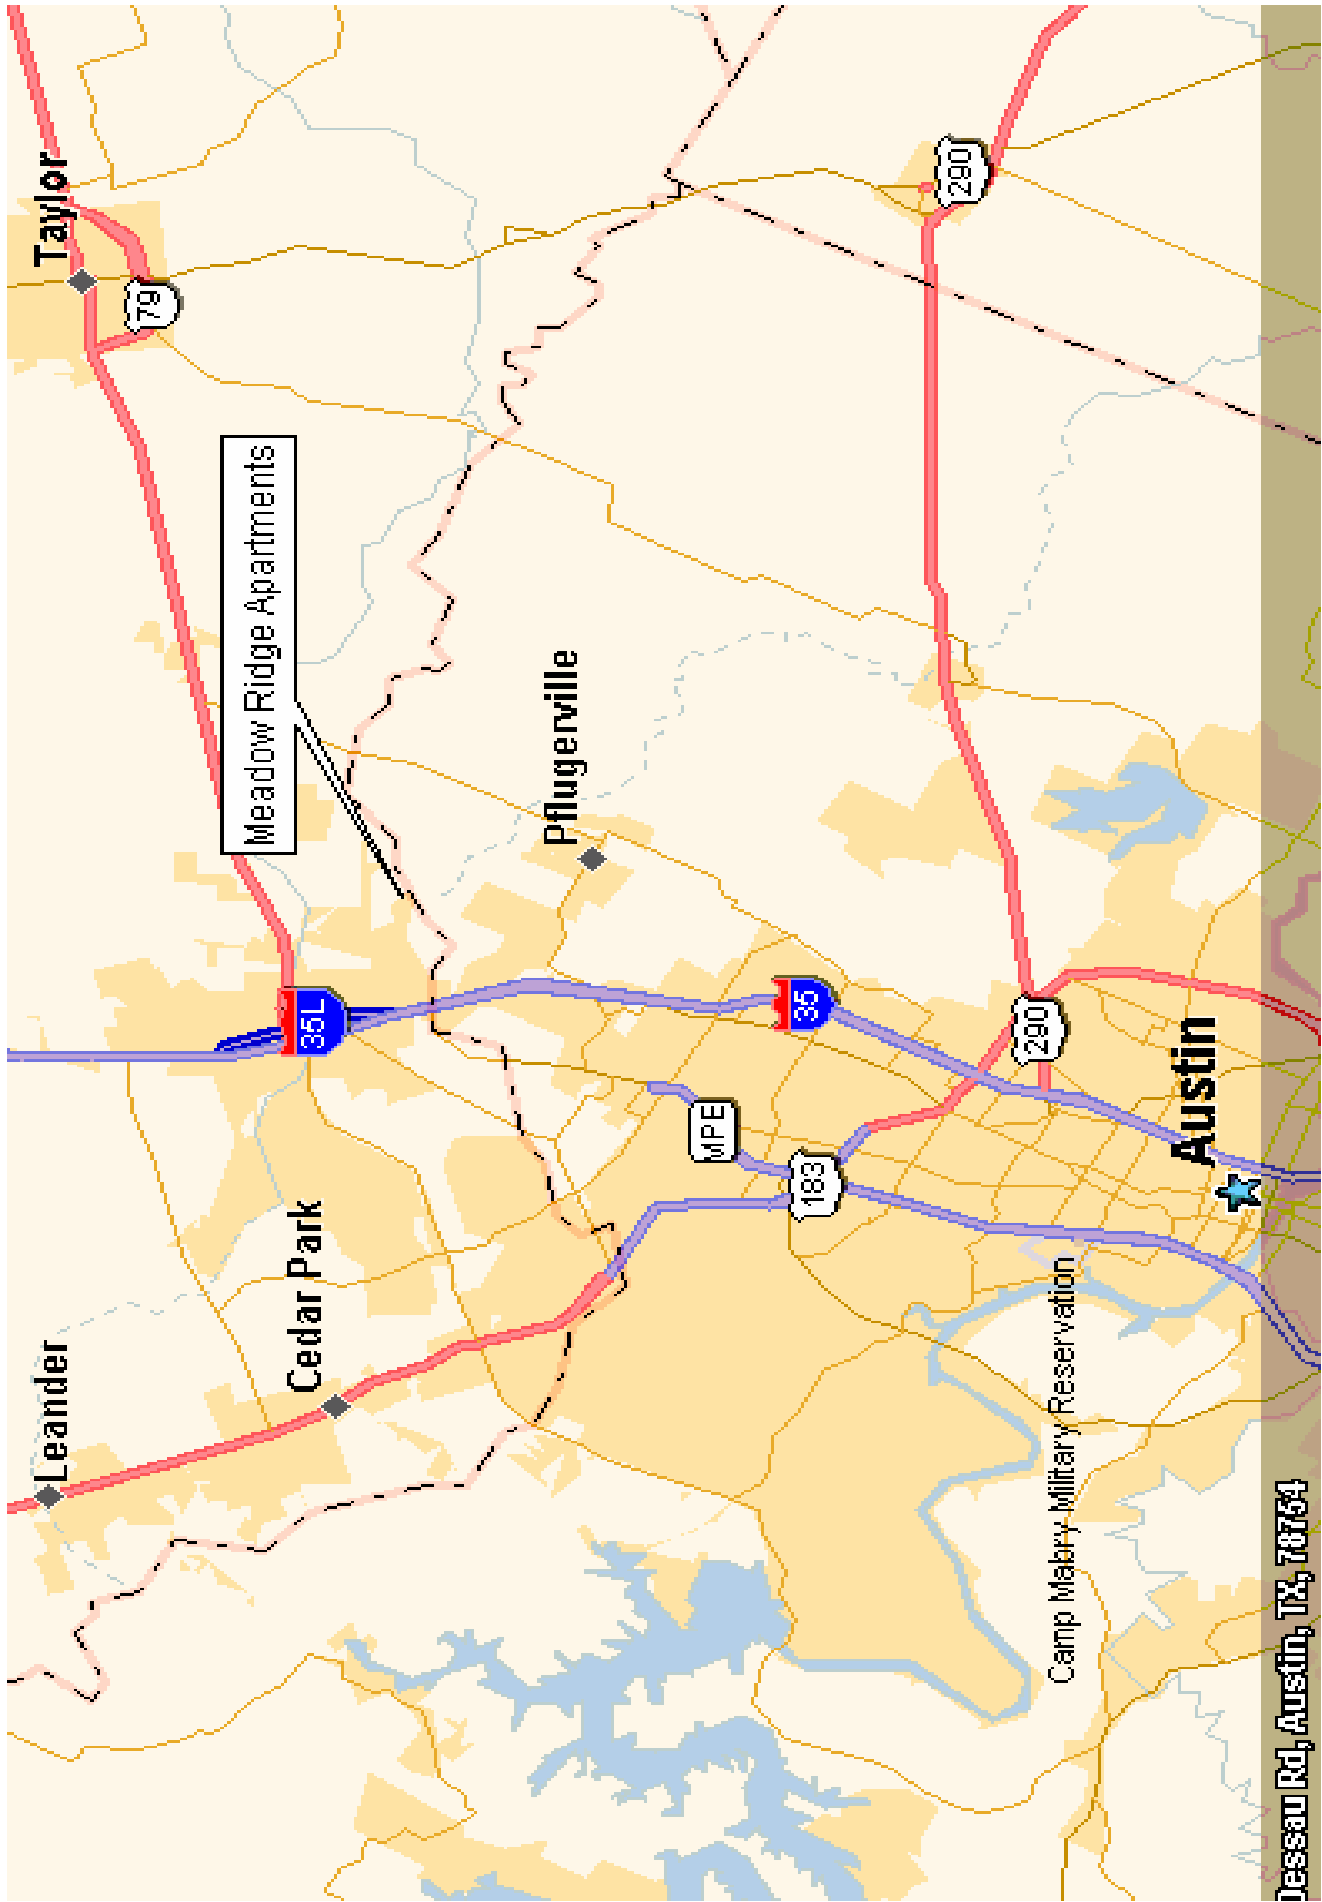 Leander
Taylor
79
Meadow Ridge Apartments
Cedar Park
35L
Pflugerville
MPE
35
183
290
290
Camp Mabry Military Reservation
Austin
essau Rd, Austin, TX, 78754